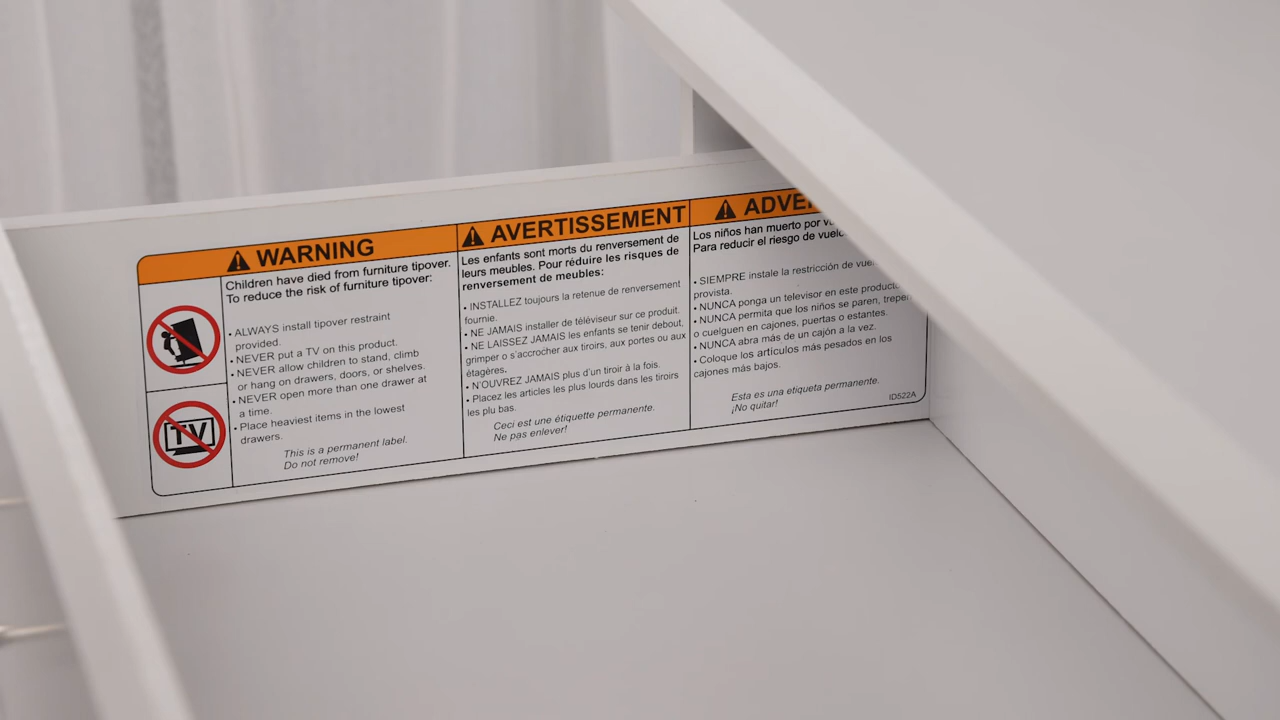 WARNING
Children have died from furniture tipover.
To reduce the risk of furniture tipover:
• ALWAYS install tipover restraint
provided.
• NEVER put a TV on this product.
• NEVER allow children to stand, climb
or hang on drawers, doors, or shelves.
• NEVER open more than one drawer at
a time.
• Place heaviest items in the lowest
drawers.
This is a permanent label.
Do not remove!
TV
AVERTISSEMENT
Les enfants sont morts du renversement de
leurs meubles. Pour réduire les risques de
renversement de meubles:
• INSTALLEZ toujours la retenue de renversement
fournie.
• NE JAMAIS installer de téléviseur sur ce produit.
• NE LAISSEZ JAMAIS les enfants se tenir debout,
grimper o s'accrocher aux tiroirs, aux portes ou aux
étagères.
• N'OUVREZ JAMAIS plus d'un tiroir à la fois.
• Placez les articles les plus lourds dans les tiroirs
les plu bas.
Ceci est une étiquette permanente.
Ne pas enlever!
Los niños han muerto por
Para reducir el riesgo de
• SIEMPRE instale la restricción de
provista.
• NUNCA ponga un televisor en este producto
• NUNCA permita que los niños se paren,
o cuelguen en cajones, puertas o estantes.
• NUNCA abra más de un cajón a la vez.
• Coloque los artículos más pesados en los
cajones más bajos.
Esta es una etiqueta permanente.
¡No quitar!
ID522A